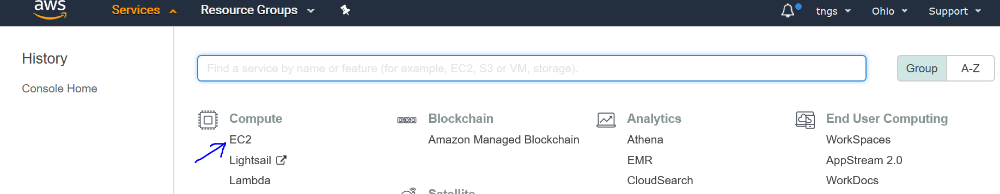 aws Services Resource Groups tngs Ohio Support
History
Console Home
Find a service by name or feature (for example, EC2, S3 or VM, storage).
Group A-Z
Compute
EC2
Lightsail
Lambda
Blockchain
Amazon Managed Blockchain
Satellite
Analytics
Athena
EMR
CloudSearch
End User Computing
WorkSpaces
AppStream 2.0
WorkDocs